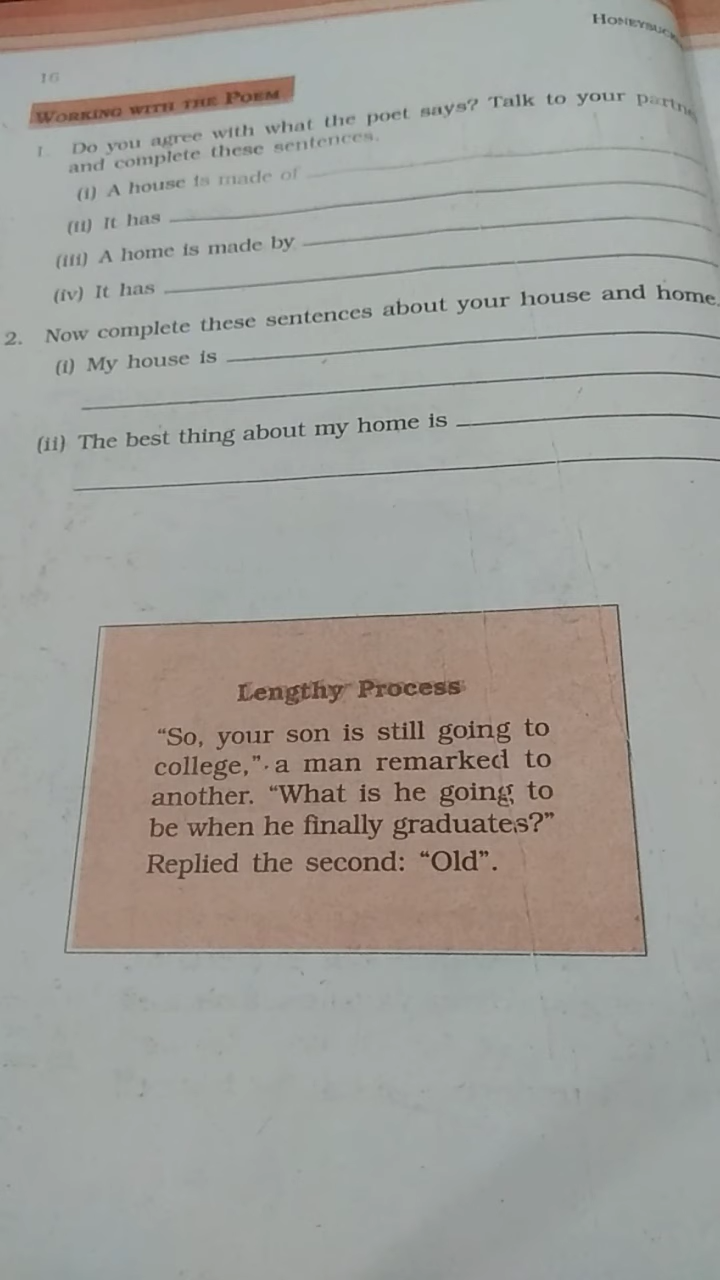 HONEYSUCK
16
WORKING WITH THE POEM
1. Do you agree with what the poet says? Talk to your partne
and complete these sentences.
(i) A house is made of
(ii) It has
(iii) A home is made by
(iv) It has
2. Now complete these sentences about your house and home.
(i) My house is
(ii) The best thing about my home is
Lengthy Process
“So, your son is still going to
college,” a man remarked to
another. “What is he going to
be when he finally graduates?”
Replied the second: “Old”.